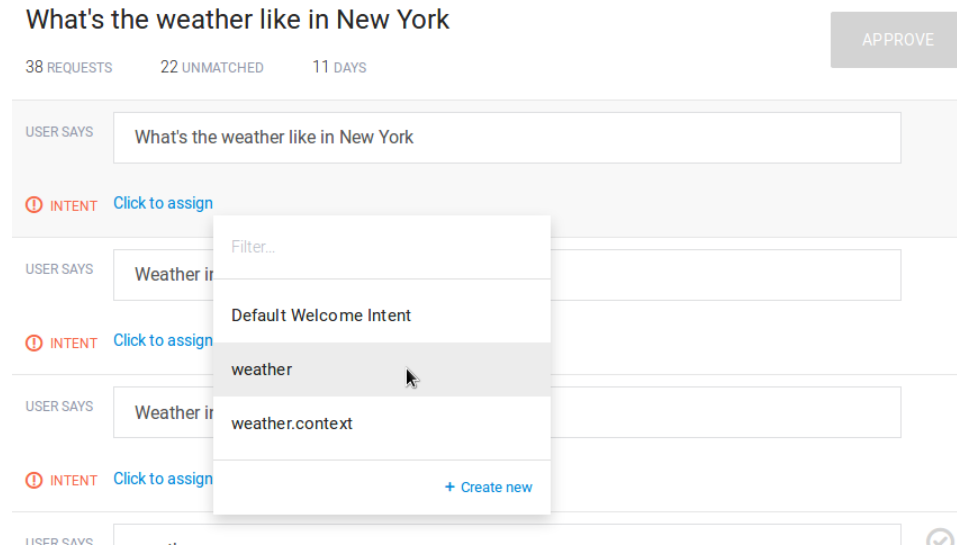 What's the weather like in New York
APPROVE
38 REQUESTS 22 UNMATCHED 11 DAYS
USER SAYS What's the weather like in New York
INTENT Click to assign
Filter...
USER SAYS Weather
Default Welcome Intent
INTENT Click to assign
weather
USER SAYS Weather
weather.context
INTENT Click to assign
+ Create new
USER SAYS